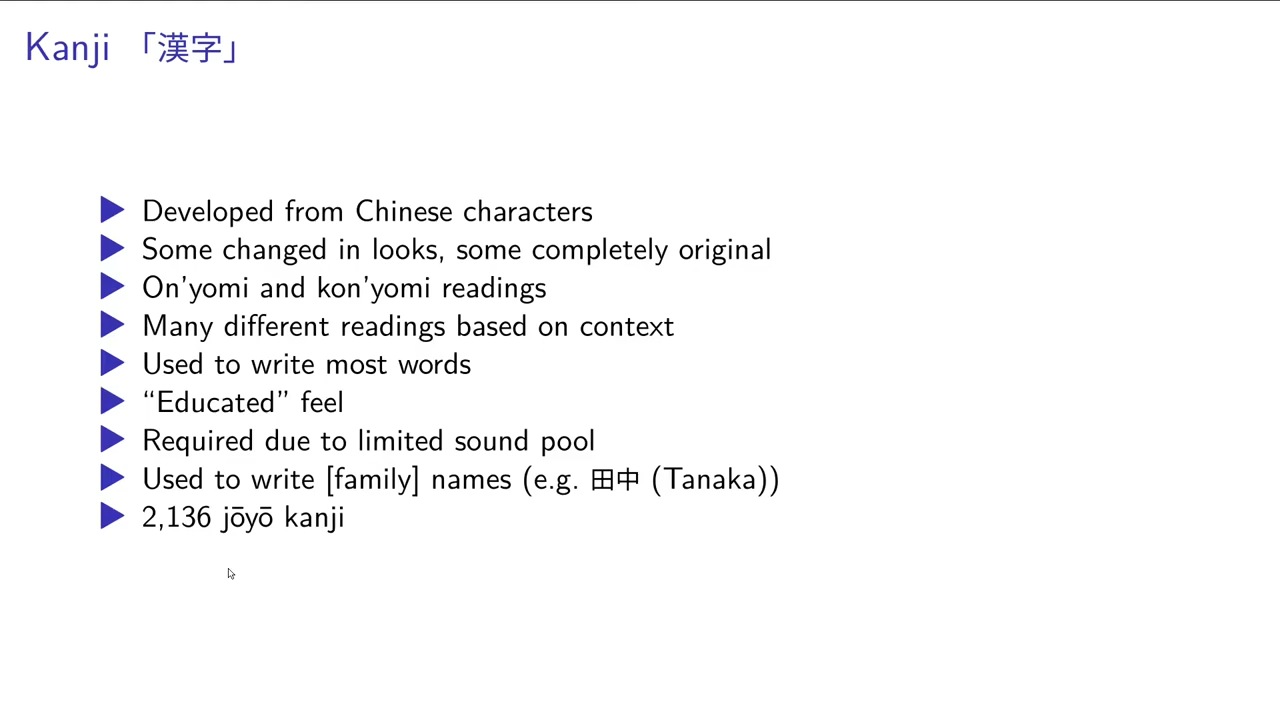 Kanji 「漢字」
▶ Developed from Chinese characters
▶ Some changed in looks, some completely original
▶ On'yomi and kon'yomi readings
▶ Many different readings based on context
▶ Used to write most words
▶ “Educated” feel
▶ Required due to limited sound pool
▶ Used to write [family] names (e.g. 田中 (Tanaka))
▶ 2,136 jōyō kanji